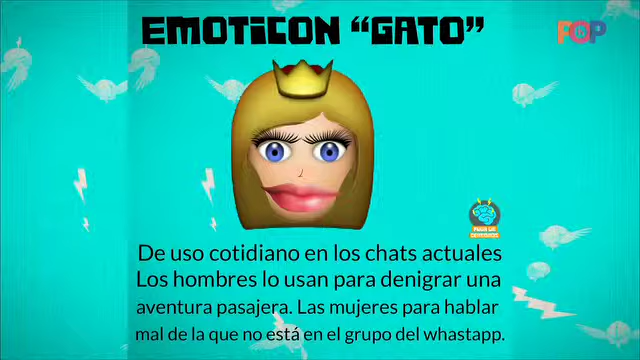 EMOTICON “GATO”
POP
De uso cotidiano en los chats actuales
Los hombres lo usan para denigrar una
aventura pasajera. Las mujeres para hablar
mal de la que no está en el grupo del whastapp.